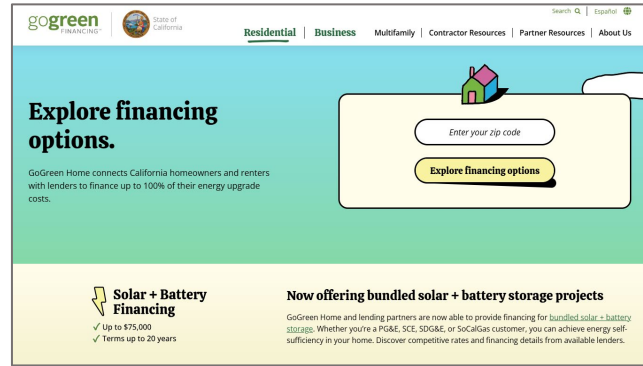 Search
Español
gogreen
FINANCING™
State of
California
Residential
Business
Multifamily
Contractor Resources
Partner Resources
About Us
Explore financing
options.
GoGreen Home connects California homeowners and renters
with lenders to finance up to 100% of their energy upgrade
costs.
Enter your zip code
Explore financing options
Solar + Battery
Financing
✓ Up to $75,000
✓ Terms up to 20 years
Now offering bundled solar + battery storage projects
GoGreen Home and lending partners are now able to provide financing for bundled solar + battery
storage. Whether you're a PG&E, SCE, SDG&E, or SoCalGas customer, you can achieve energy self-
sufficiency in your home. Discover competitive rates and financing details from available lenders.